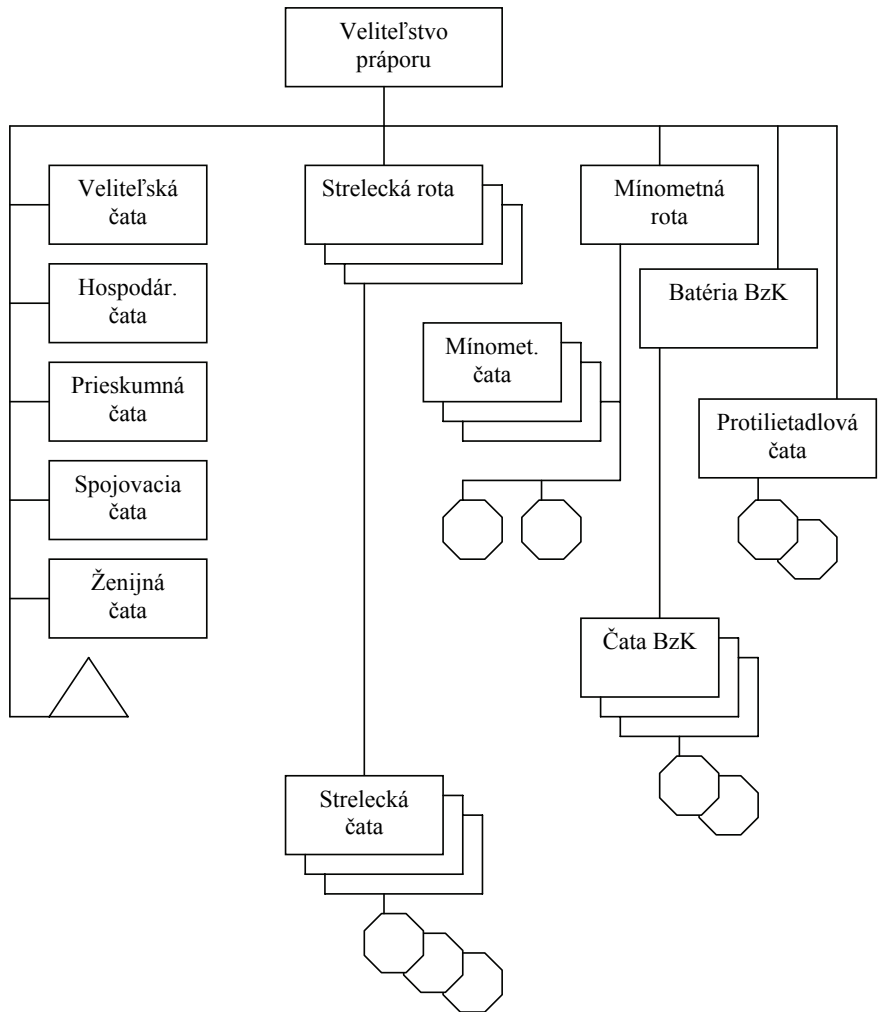 Veliteľstvo
práporu
Veliteľská
čata
Strelecká rota
Mínometná
rota
Hospodár.
čata
Batéria BzK
Mínomet.
čata
Prieskumná
čata
Protilietadlová
čata
Spojovacia
čata
Ženijná
čata
Čata BzK
Strelecká
čata